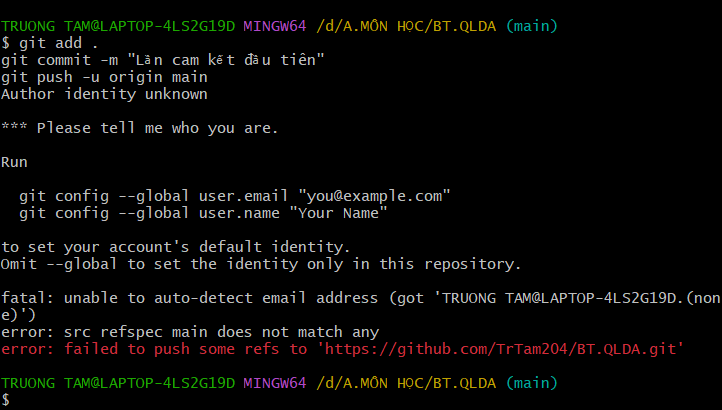 TRUONG TAM@LAPTOP-4LS2G19D MINGW64 /d/A.MÔN HỌC/BT.QLDA (main)
$ git add .
git commit -m "Lần cam kết đầu tiên"
git push -u origin main
Author identity unknown

*** Please tell me who you are.

Run

  git config --global user.email "you@example.com"
  git config --global user.name "Your Name"

to set your account's default identity.
Omit --global to set the identity only in this repository.

fatal: unable to auto-detect email address (got 'TRUONG TAM@LAPTOP-4LS2G19D.(non
e)')
error: src refspec main does not match any
error: failed to push some refs to 'https://github.com/TrTam204/BT.QLDA.git'

TRUONG TAM@LAPTOP-4LS2G19D MINGW64 /d/A.MÔN HỌC/BT.QLDA (main)
$